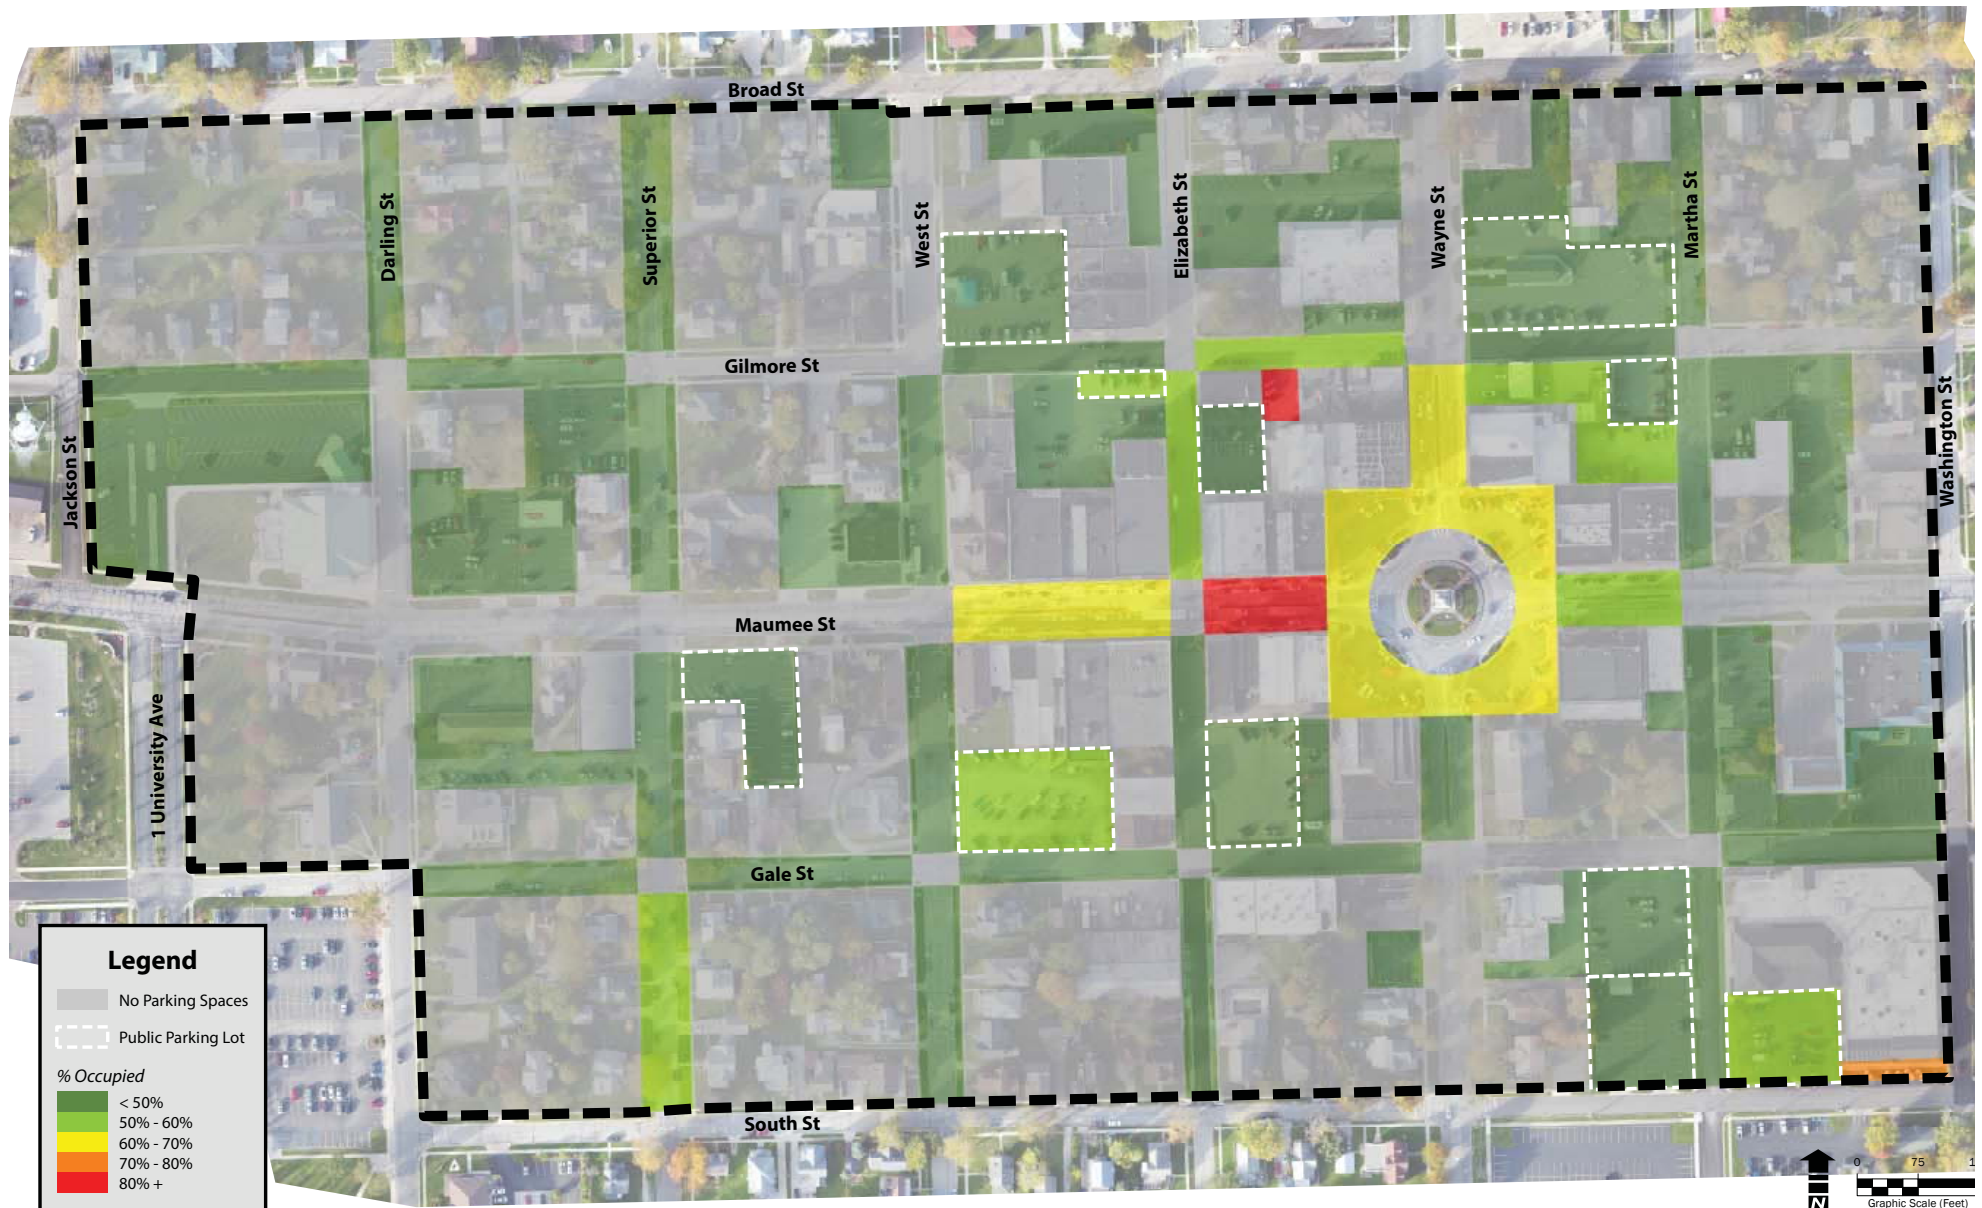 Broad St
Darling St
Superior St
West St
Elizabeth St
Wayne St
Martha St
Gilmore St
Jackson St
Washington St
Maumee St
1 University Ave
Gale St
South St
Legend
No Parking Spaces
Public Parking Lot
% Occupied
< 50%
50% - 60%
60% - 70%
70% - 80%
80% +
N
0 75
Graphic Scale (Feet)